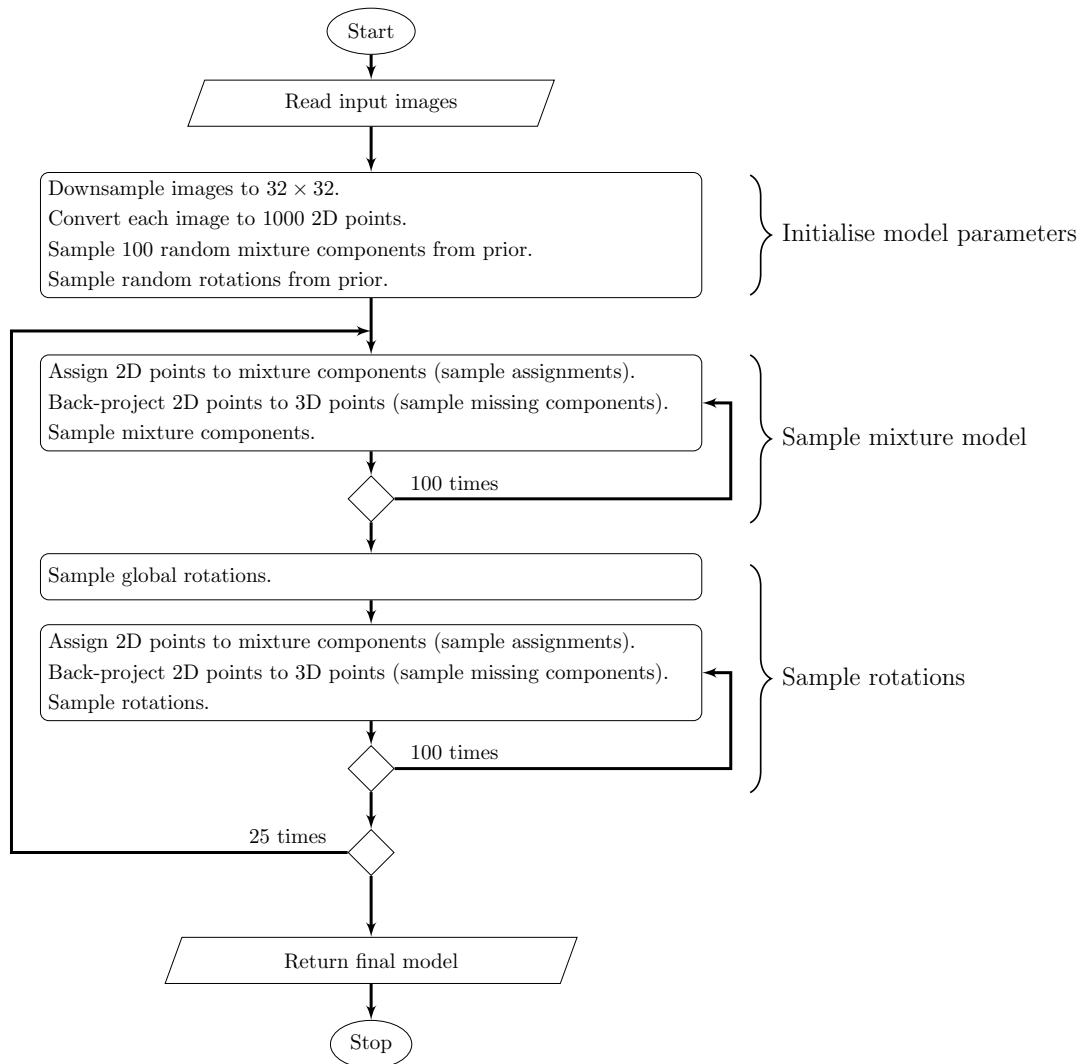 Start
Read input images
Downsample images to 32 × 32.
Convert each image to 1000 2D points.
Sample 100 random mixture components from prior.
Sample random rotations from prior.
Initialise model parameters
Assign 2D points to mixture components (sample assignments).
Back-project 2D points to 3D points (sample missing components).
Sample mixture components.
Sample mixture model
100 times
Sample global rotations.
Assign 2D points to mixture components (sample assignments).
Back-project 2D points to 3D points (sample missing components).
Sample rotations.
Sample rotations
100 times
25 times
Return final model
Stop